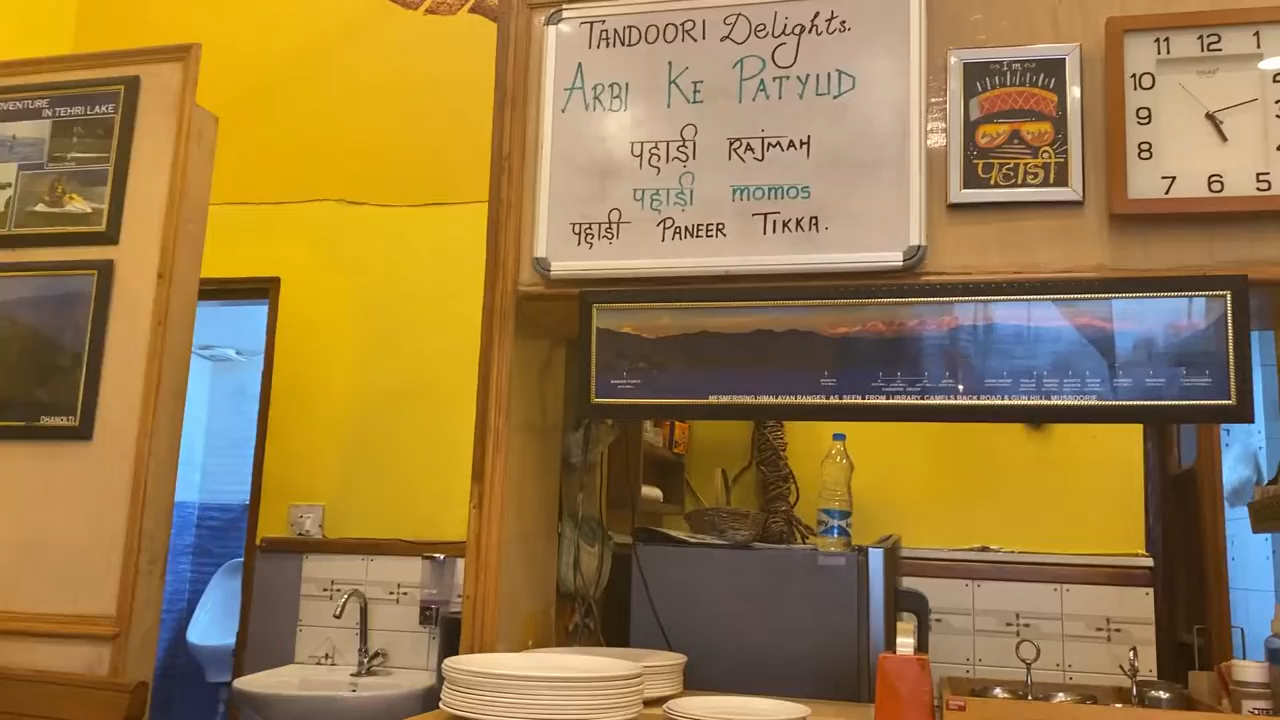 TANDOORI Delights.
ARBI KE PATYUD
पहाड़ी RAJMAH
पहाड़ी momos
पहाड़ी PANEER TIKKA.
I'm
पहाडी
11 12 1
10
9
8
7 6 5
IN TEHRI LAKE
DHANOLTI
MESMERISING HIMALAYAN RANGES AS SEEN FROM LIBRARY, CAMELS BACK ROAD & GUN HILL, MUSSOORIE